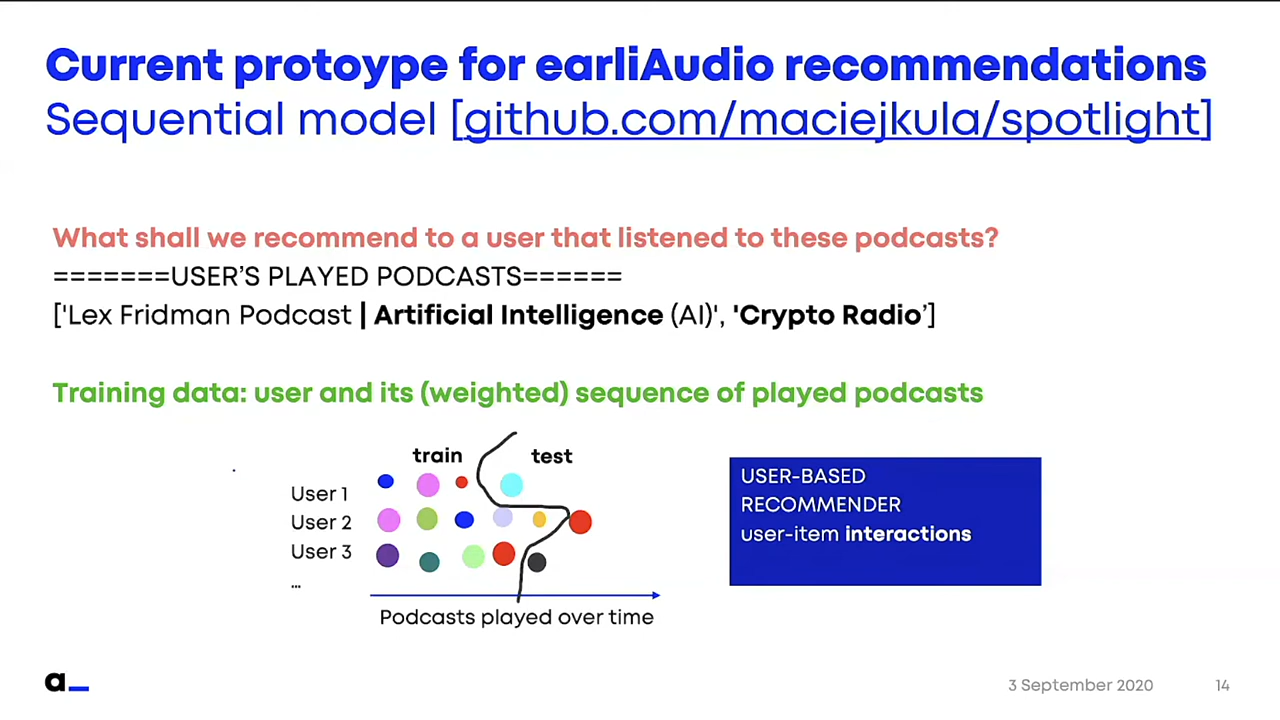 Current protoype for earliAudio recommendations
Sequential model [github.com/maciejkula/spotlight]
What shall we recommend to a user that listened to these podcasts?
=======USER’S PLAYED PODCASTS======
['Lex Fridman Podcast | Artificial Intelligence (AI)', 'Crypto Radio’]
Training data: user and its (weighted) sequence of played podcasts
train test
User 1
User 2
User 3
...
Podcasts played over time
USER-BASED
RECOMMENDER
user-item interactions
a_
3 September 2020 14